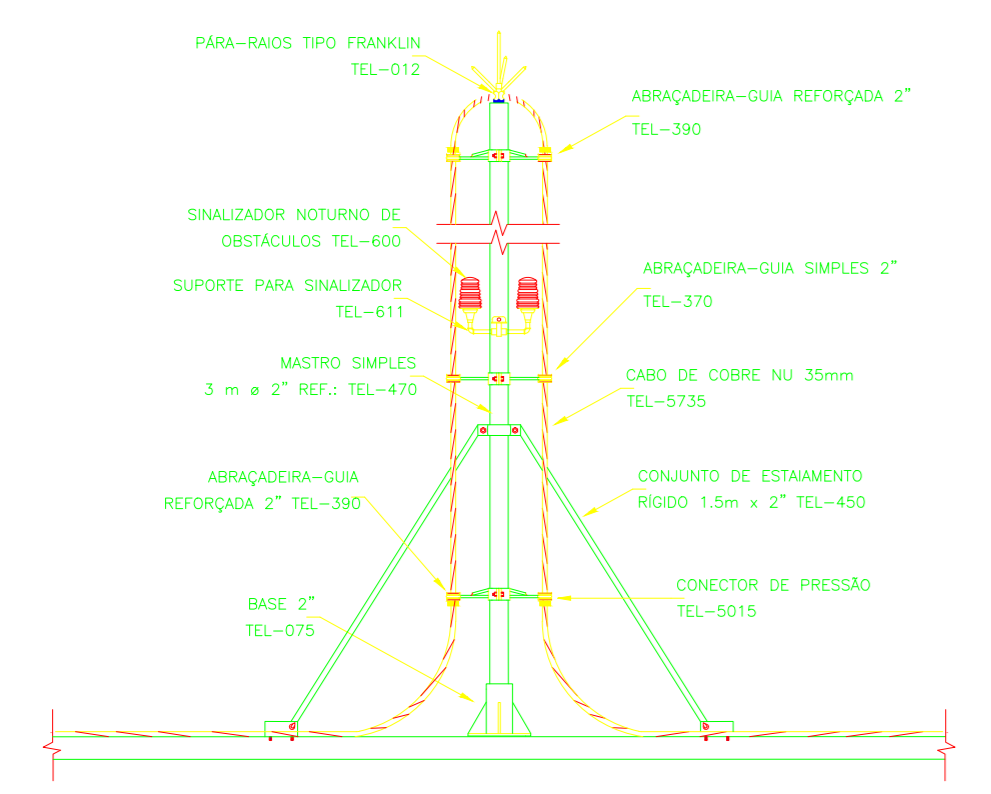 PÁRA-RAIOS TIPO FRANKLIN
TEL-012
ABRAÇADEIRA-GUIA REFORÇADA 2"
TEL-390
SINALIZADOR NOTURNO DE
OBSTÁCULOS TEL-600
SUPORTE PARA SINALIZADOR
TEL-611
ABRAÇADEIRA-GUIA SIMPLES 2"
TEL-370
MASTRO SIMPLES
3 m ø 2" REF.: TEL-470
CABO DE COBRE NU 35mm
TEL-5735
ABRAÇADEIRA-GUIA
REFORÇADA 2" TEL-390
CONJUNTO DE ESTAIAMENTO
RÍGIDO 1.5m x 2" TEL-450
BASE 2"
TEL-075
CONECTOR DE PRESSÃO
TEL-5015